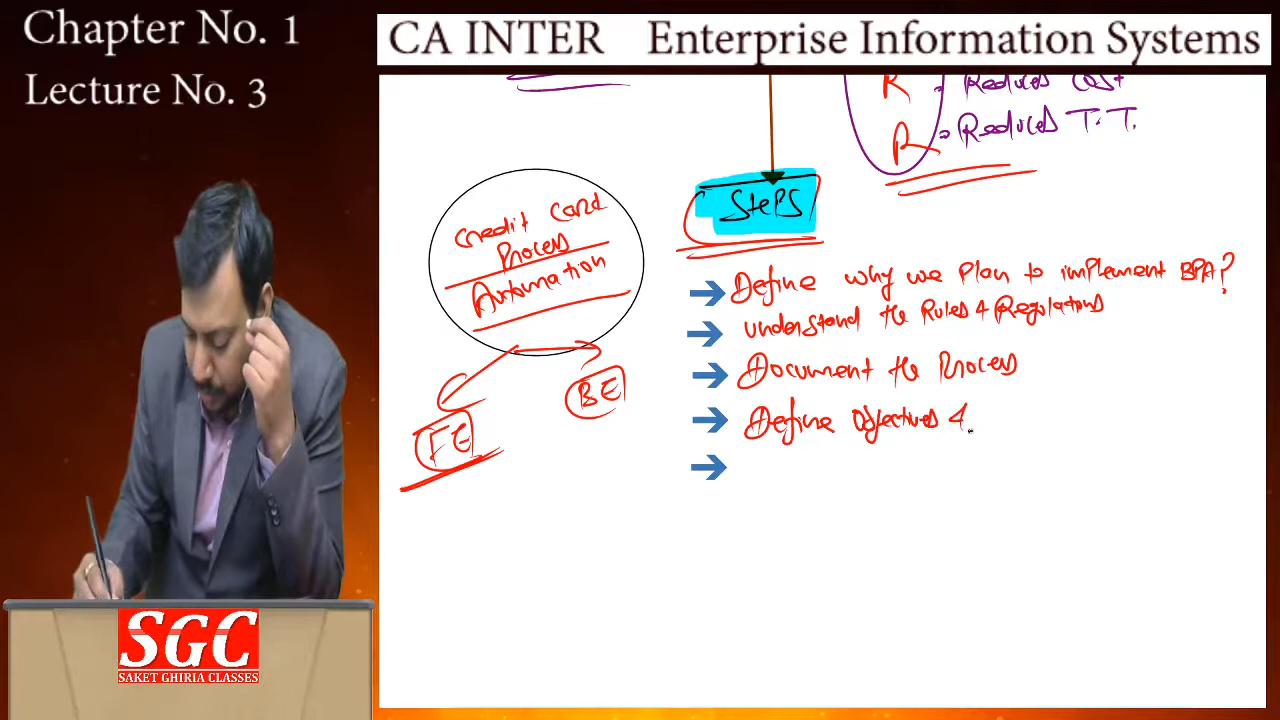 Chapter No. 1
Lecture No. 3
CA INTER Enterprise Information Systems
R = Reduces Cost
R = Reduces T.T.
Steps
Credit Card
Process
Automation
FE
BE
→ Define why we Plan to implement BPA?
→ understand the Rules & Regulations
→ Document the Process
→ Define Objectives &
→
SGC
SAKET GHIRIA CLASSES